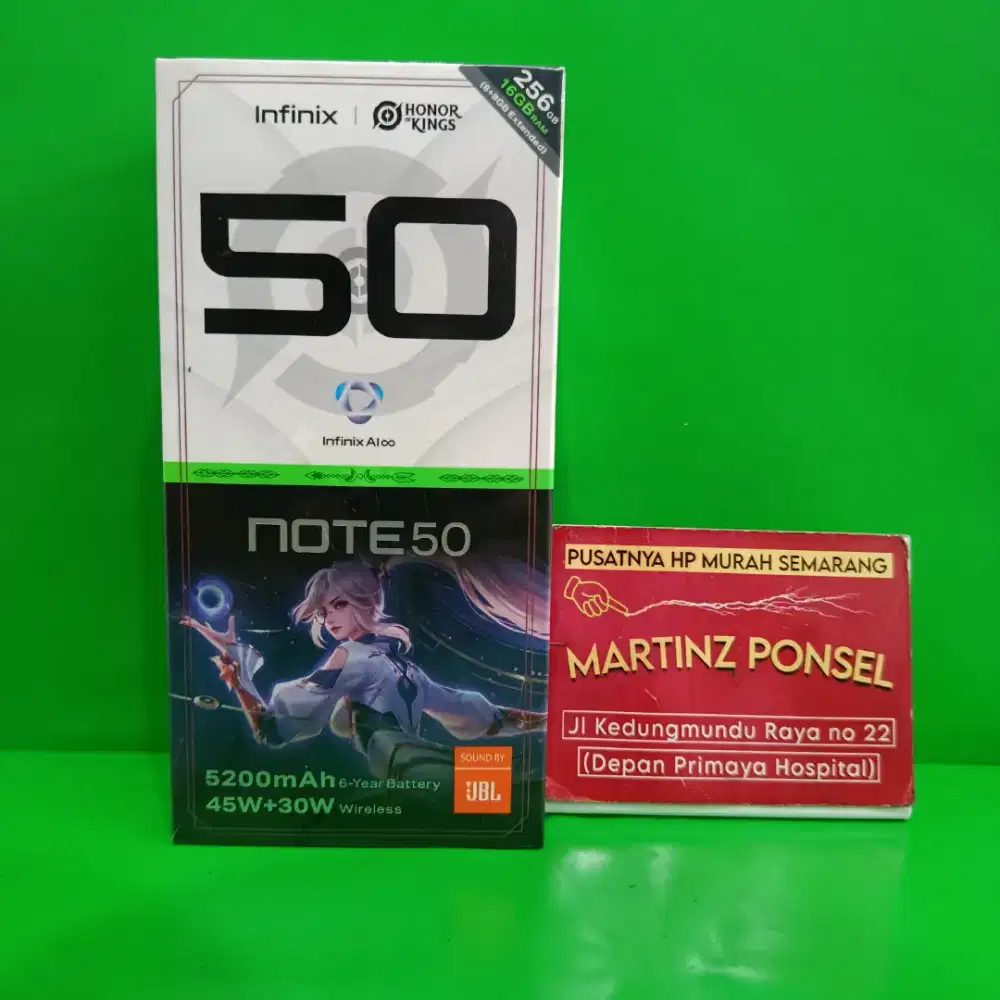 Infinix | HONOR OF KINGS
256GB
16GB RAM
(8+8GB Extended)
50
Infinix AI∞
NOTE 50
5200mAh 6-Year Battery
45W+30W Wireless
SOUND BY
JBL
PUSATNYA HP MURAH SEMARANG
MARTINZ PONSEL
Jl Kedungmundu Raya no 22
(Depan Primaya Hospital)